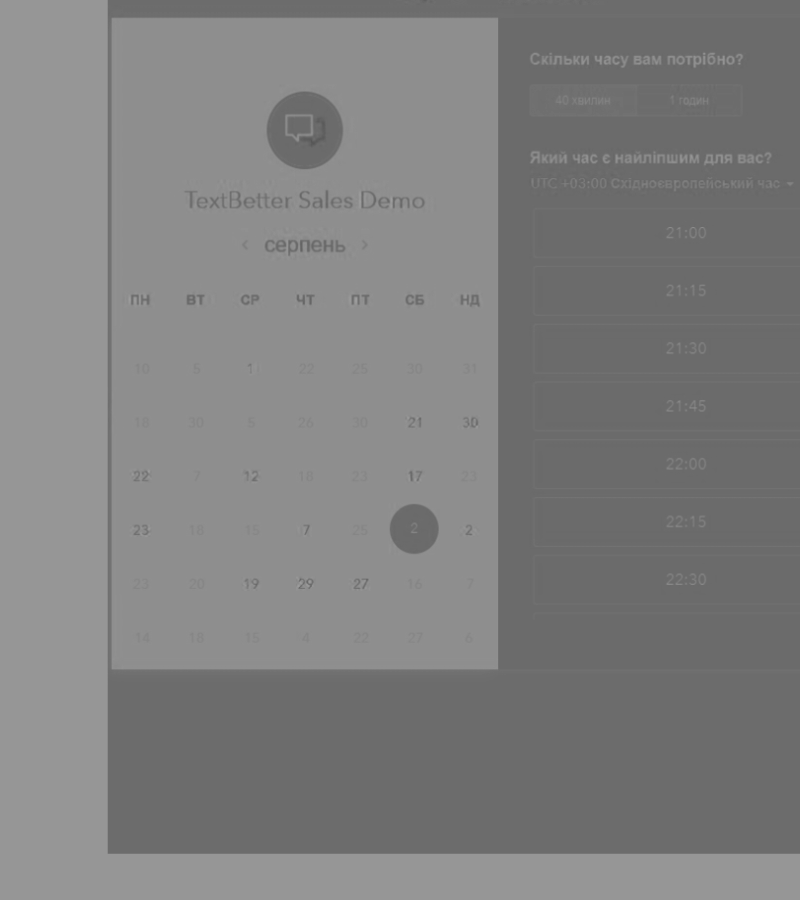 TextBetter Sales Demo
‹ серпень ›
ПН ВТ СР ЧТ ПТ СБ НД
10 5 1 22 25 30 31
18 30 5 26 30 21 30
22 7 12 18 23 17 23
23 18 15 7 25 2 2
23 20 19 29 27 16 7
14 18 15 4 22 27 6
Скільки часу вам потрібно?
40 хвилин 1 годин
Який час є найліпшим для вас?
UTC +03:00 Східноєвропейський час
21:00
21:15
21:30
21:45
22:00
22:15
22:30